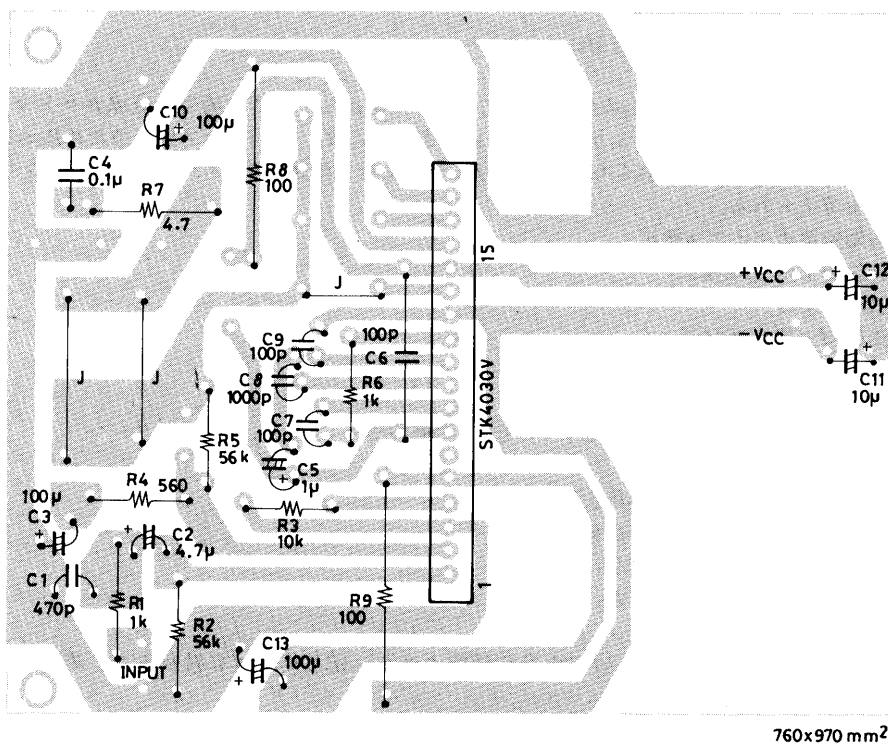 C10
100µ
C4
0.1µ
R7
4.7
R8
100
15
+VCC
C12
10µ
J
C9
100p
100p
C6
-VCC
C11
10µ
J
J
C8
1000p
R6
1k
STK4030V
C7
100p
R5
56k
C5
1µ
R4
560
100µ
C3
C2
4.7µ
R3
10k
C1
470p
R1
1k
R2
56k
R9
100
1
INPUT
C13
100µ
760x970 mm2